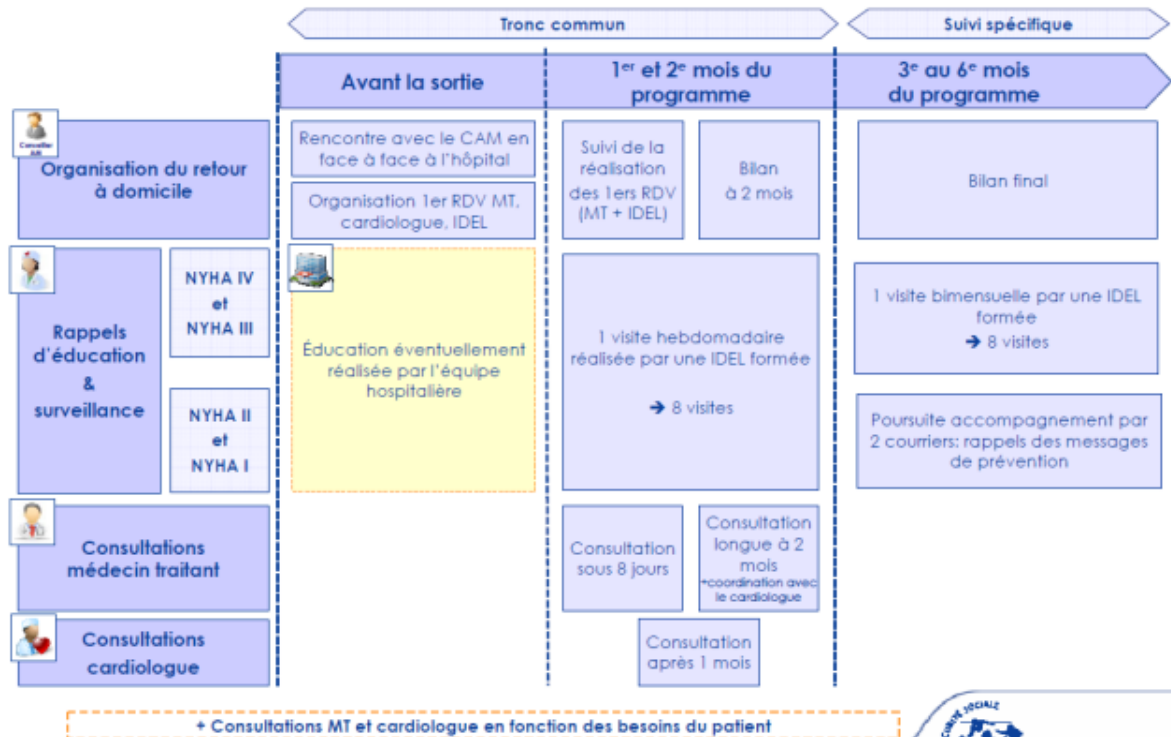 Tronc commun
Suivi spécifique
Avant la sortie
1er et 2e mois du
programme
3e au 6e mois
du programme
Conseiller
AM
Organisation du retour
à domicile
Rencontre avec le CAM en
face à face à l'hôpital
Organisation 1er RDV MT,
cardiologue, IDEL
Suivi de la
réalisation
des 1ers RDV
(MT + IDEL)
Bilan
à 2 mois
Bilan final
Rappels
d'éducation
&
surveillance
NYHA IV
et
NYHA III
NYHA II
et
NYHA I
Éducation éventuellement
réalisée par l'équipe
hospitalière
1 visite hebdomadaire
réalisée par une IDEL formée
➔ 8 visites
1 visite bimensuelle par une IDEL
formée
➔ 8 visites
Poursuite accompagnement par
2 courriers: rappels des messages
de prévention
Consultations
médecin traitant
Consultation
sous 8 jours
Consultation
longue à 2
mois
+coordination avec
le cardiologue
Consultations
cardiologue
Consultation
après 1 mois
+ Consultations MT et cardiologue en fonction des besoins du patient
SOCIALE